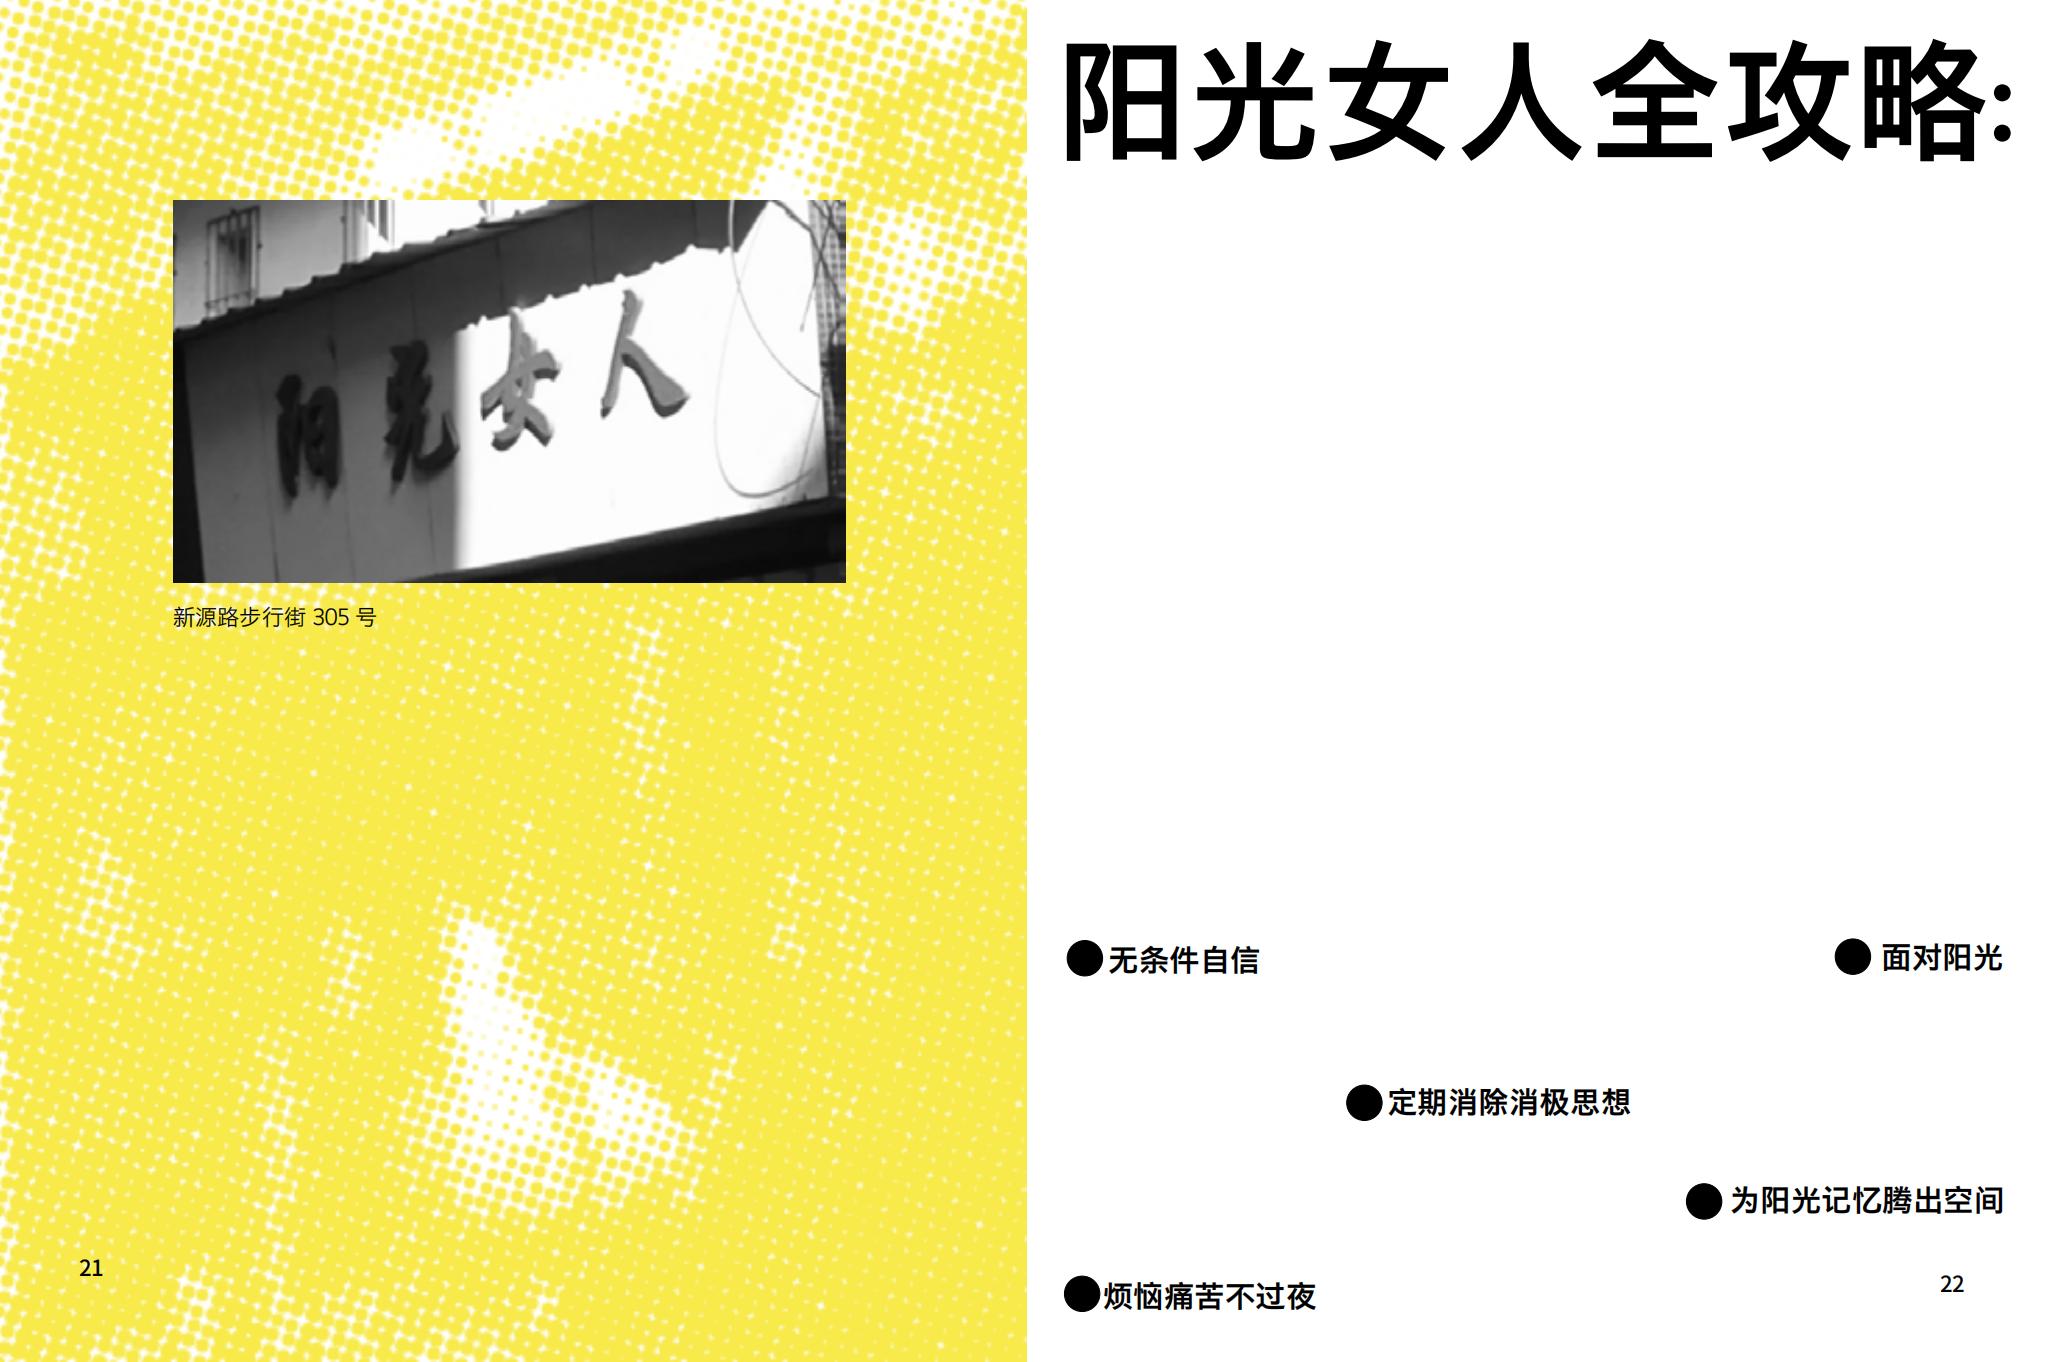 阳光女人
新源路步行街 305 号
21
阳光女人全攻略:
无条件自信
面对阳光
定期消除消极思想
为阳光记忆腾出空间
烦恼痛苦不过夜
22